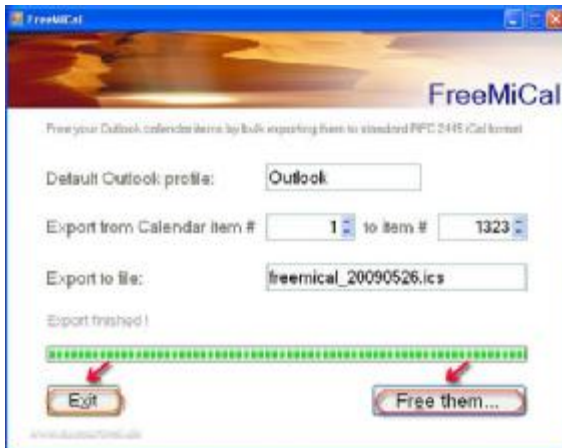 FreeMiCal
FreeMiCal
Free your Outlook calendar items by bulk exporting them to standard RFC 2445 iCal format
Default Outlook profile: Outlook
Export from Calendar item # 1 to item # 1323
Export to file: freemical_20090526.ics
Export finished !
Exit Free them...